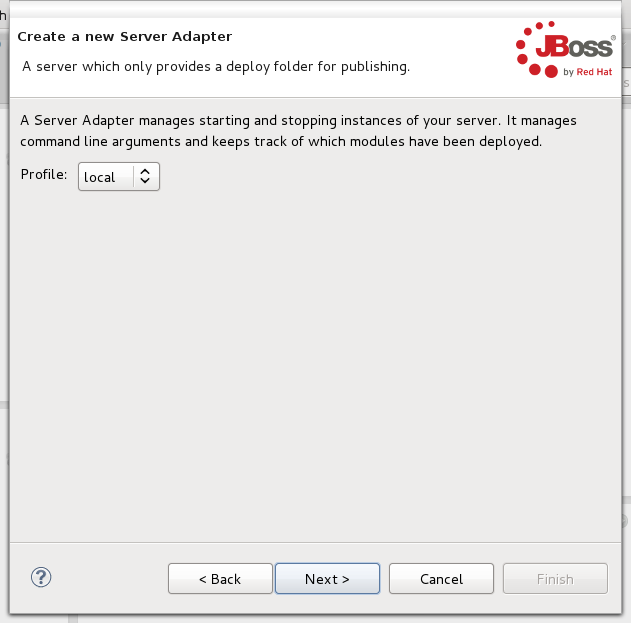 Create a new Server Adapter
A server which only provides a deploy folder for publishing.
JBoss®
by Red Hat
A Server Adapter manages starting and stopping instances of your server. It manages
command line arguments and keeps track of which modules have been deployed.
Profile: local
?
< Back Next > Cancel Finish